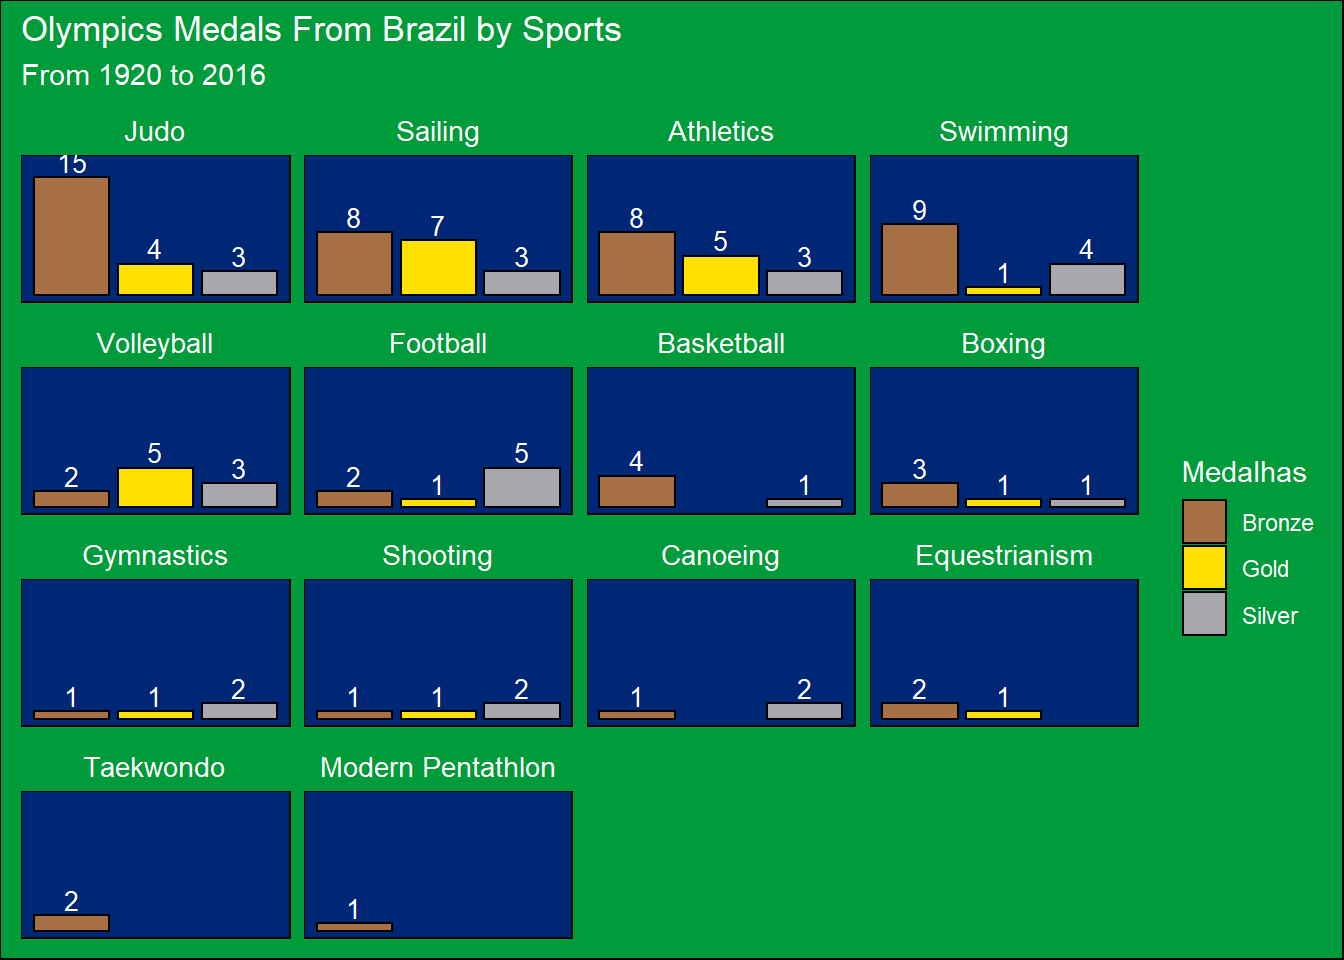 Olympics Medals From Brazil by Sports
From 1920 to 2016
Judo Sailing Athletics Swimming
15 4 3 8 7 3 8 5 3 9 1 4
Volleyball Football Basketball Boxing
2 5 3 2 1 5 4 1 3 1 1
Medalhas
Bronze
Gold
Silver
Gymnastics Shooting Canoeing Equestrianism
1 1 2 1 1 2 1 2 2 1
Taekwondo Modern Pentathlon
2 1